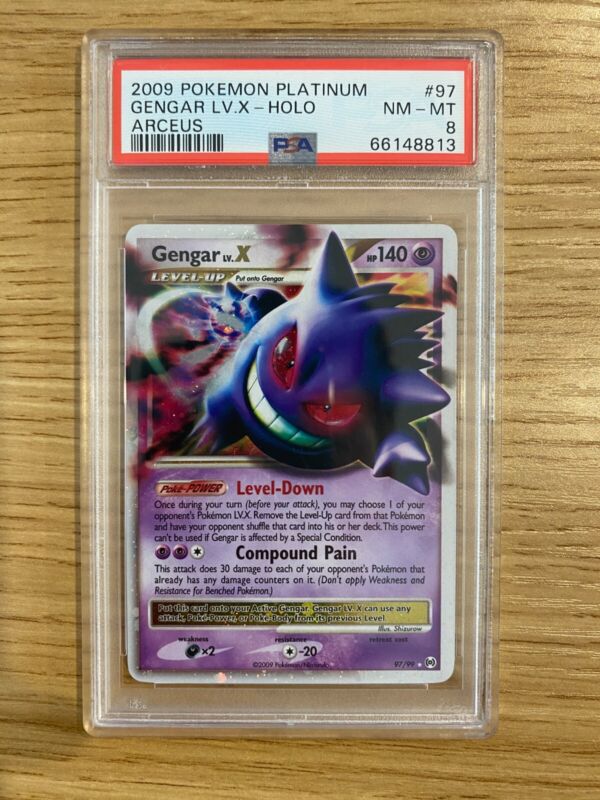 2009 POKEMON PLATINUM #97
GENGAR LV.X – HOLO NM – MT
ARCEUS 8
PSA 66148813
Gengar LV.X HP 140
LEVEL-UP Put onto Gengar
Poké-POWER Level-Down
Once during your turn (before your attack), you may choose 1 of your
opponent's Pokémon LV.X. Remove the Level-Up card from that Pokémon
and have your opponent shuffle that card into his or her deck. This power
can't be used if Gengar is affected by a Special Condition.
Compound Pain
This attack does 30 damage to each of your opponent's Pokémon that
already has any damage counters on it. (Don't apply Weakness and
Resistance for Benched Pokémon.)
Put this card onto your Active Gengar. Gengar LV. X can use any
attack, Poké-Power, or Poké-Body from its previous Level.
Illus. Shizurow
weakness resistance retreat cost
×2 -20
©2009 Pokémon/Nintendo 97/99